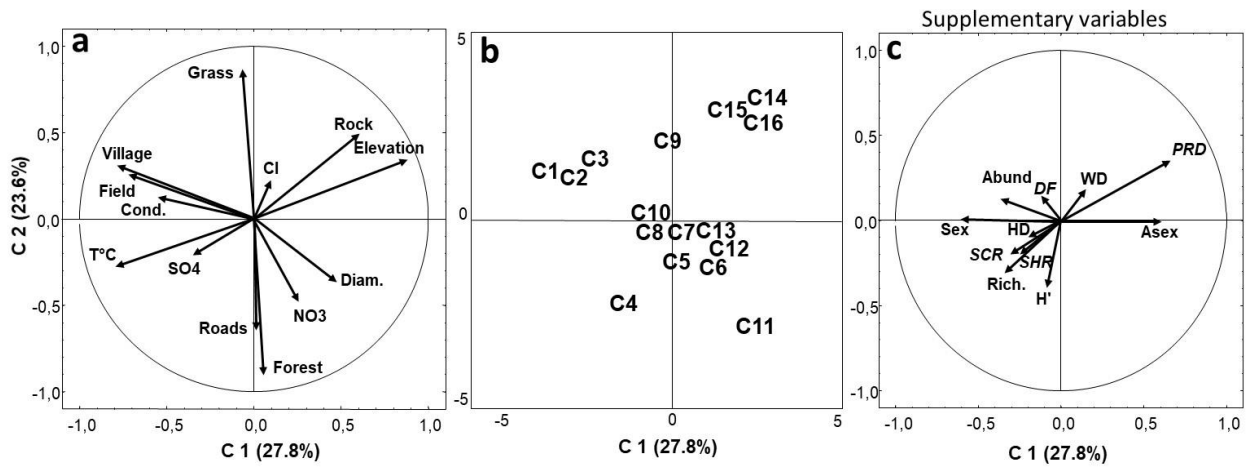 Supplementary variables
a
1,0
0,5
0,0
-0,5
-1,0
C 2 (23.6%)
Grass
Rock
Elevation
Village
Cl
Field
Cond.
T°C
SO4
Diam.
NO3
Roads
Forest
-1,0 -0,5 0,0 0,5 1,0
C 1 (27.8%)
b
5
0
-5
C15 C14
C16
C9
C1 C2 C3
C10
C8 C7 C13
C12
C5 C6
C4
C11
-5 0 5
C 1 (27.8%)
c
1,0
0,5
0,0
-0,5
-1,0
PRD
Abund DF WD
Sex HD Asex
SCR SHR
Rich.
H'
-1,0 -0,5 0,0 0,5 1,0
C 1 (27.8%)